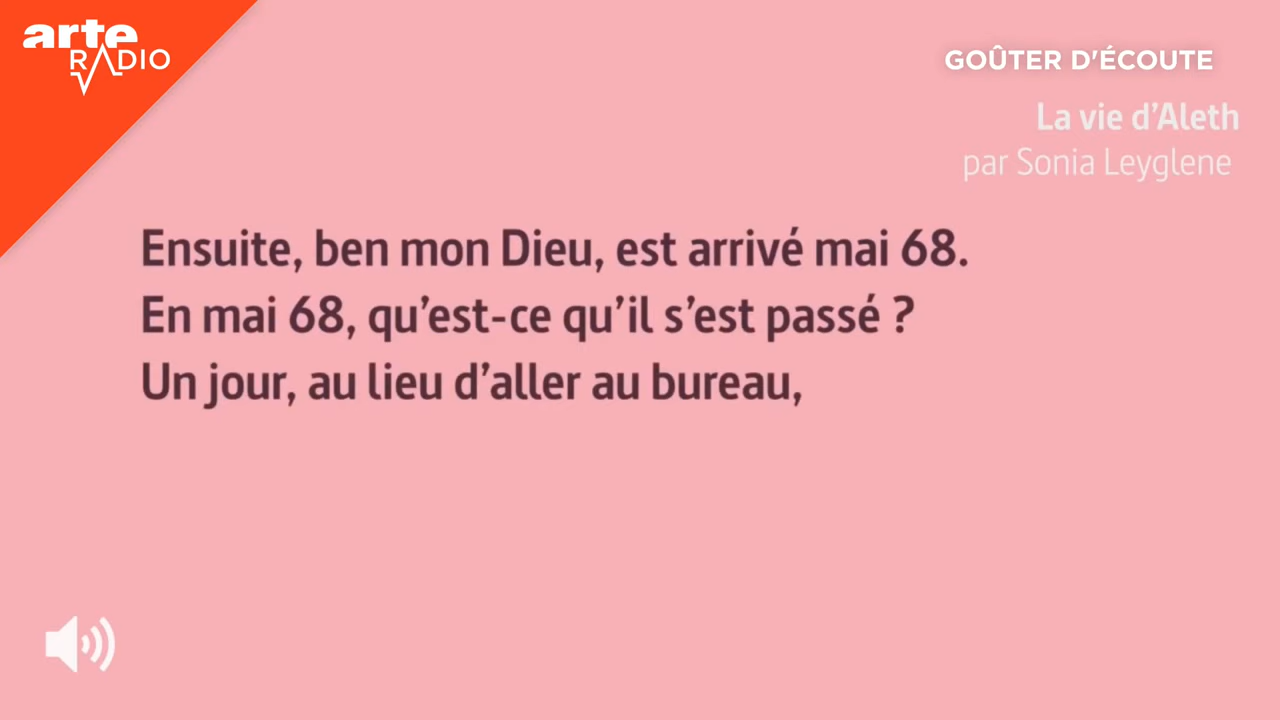 arte
RADIO
GOÛTER D'ÉCOUTE
La vie d’Aleth
par Sonia Leyglene
Ensuite, ben mon Dieu, est arrivé mai 68.
En mai 68, qu’est-ce qu’il s’est passé ?
Un jour, au lieu d’aller au bureau,